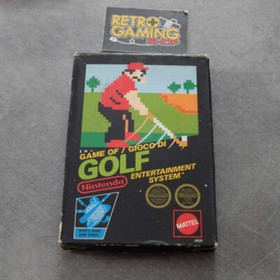 RETRO
GAMING
GAME OF / GIOCO DI
GOLF
Nintendo
ENTERTAINMENT
SYSTEM
MATTEL